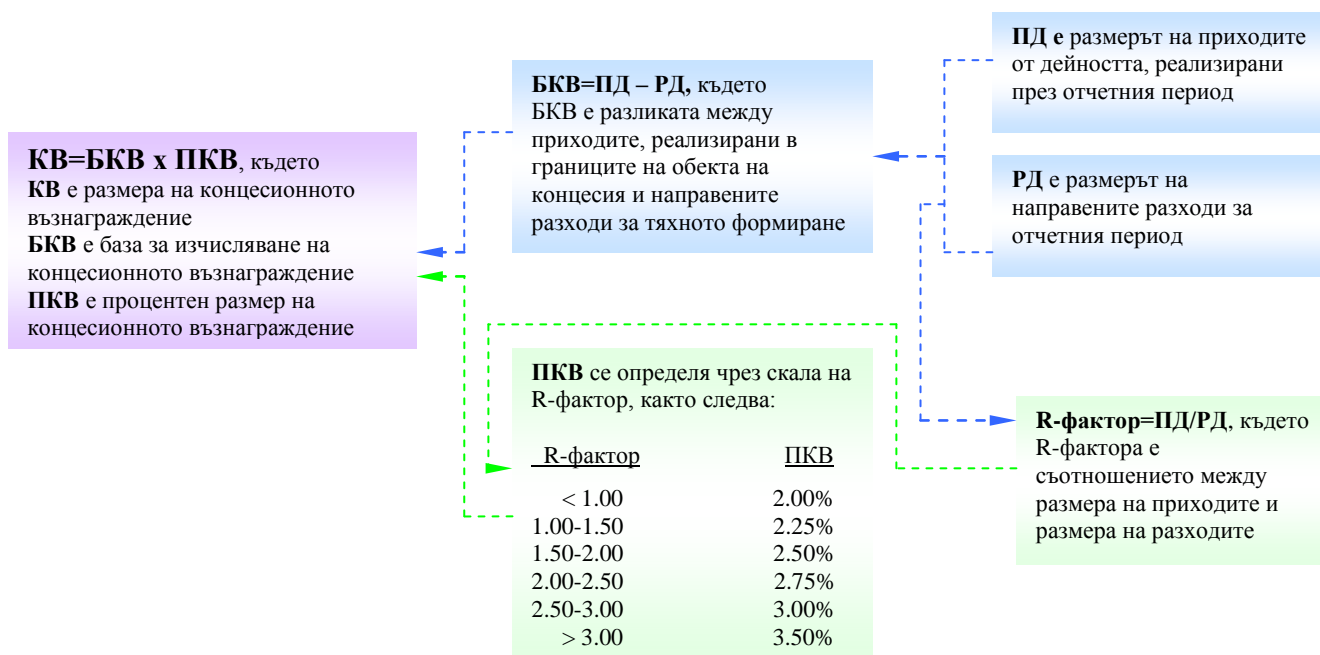 КВ=БКВ х ПКВ, където
КВ е размера на концесионното
възнаграждение
БКВ е база за изчисляване на
концесионното възнаграждение
ПКВ е процентен размер на
концесионното възнаграждение
БКВ=ПД – РД, където
БКВ е разликата между
приходите, реализирани в
границите на обекта на
концесия и направените
разходи за тяхното формиране
ПД е размерът на приходите
от дейността, реализирани
през отчетния период
РД е размерът на
направените разходи за
отчетния период
ПКВ се определя чрез скала на
R-фактор, както следва:
R-фактор ПКВ
< 1.00 2.00%
1.00-1.50 2.25%
1.50-2.00 2.50%
2.00-2.50 2.75%
2.50-3.00 3.00%
> 3.00 3.50%
R-фактор=ПД/РД, където
R-фактора е
съотношението между
размера на приходите и
размера на разходите